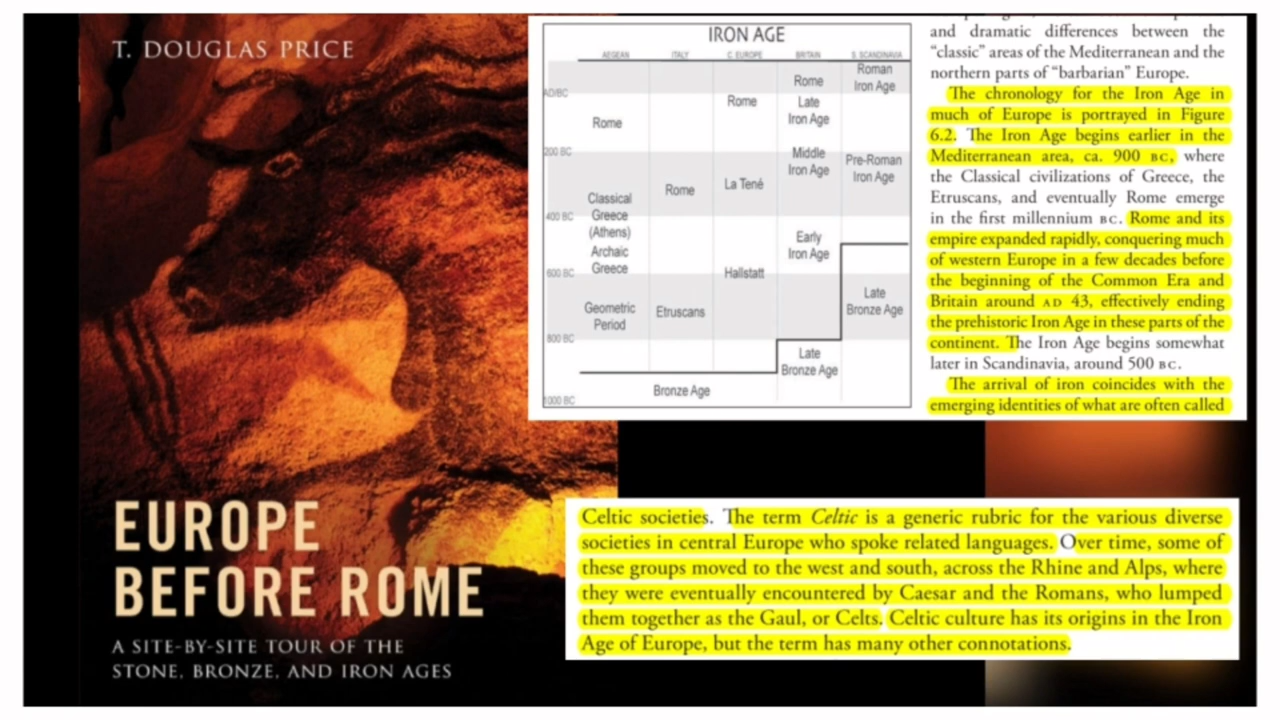 T. DOUGLAS PRICE
EUROPE
BEFORE ROME
A SITE-BY-SITE TOUR OF THE
STONE, BRONZE, AND IRON AGES
IRON AGE
AEGEAN ITALY C. EUROPE BRITAIN S. SCANDINAVIA
Roman
Iron Age
Rome
AD/BC
Rome
Late
Iron Age
Rome
200 BC
Middle
Iron Age
Pre-Roman
Iron Age
La Tené
Rome
Classical
Greece
(Athens)
400 BC
Archaic
Greece
Early
Iron Age
600 BC
Hallstatt
Late
Bronze Age
Geometric
Period
Etruscans
800 BC
Late
Bronze Age
Bronze Age
1000 BC
and dramatic differences between the
“classic” areas of the Mediterranean and the
northern parts of “barbarian” Europe.
The chronology for the Iron Age in
much of Europe is portrayed in Figure
6.2. The Iron Age begins earlier in the
Mediterranean area, ca. 900 BC, where
the Classical civilizations of Greece, the
Etruscans, and eventually Rome emerge
in the first millennium BC. Rome and its
empire expanded rapidly, conquering much
of western Europe in a few decades before
the beginning of the Common Era and
Britain around AD 43, effectively ending
the prehistoric Iron Age in these parts of the
continent. The Iron Age begins somewhat
later in Scandinavia, around 500 BC.
The arrival of iron coincides with the
emerging identities of what are often called
Celtic societies. The term Celtic is a generic rubric for the various diverse
societies in central Europe who spoke related languages. Over time, some of
these groups moved to the west and south, across the Rhine and Alps, where
they were eventually encountered by Caesar and the Romans, who lumped
them together as the Gaul, or Celts. Celtic culture has its origins in the Iron
Age of Europe, but the term has many other connotations.